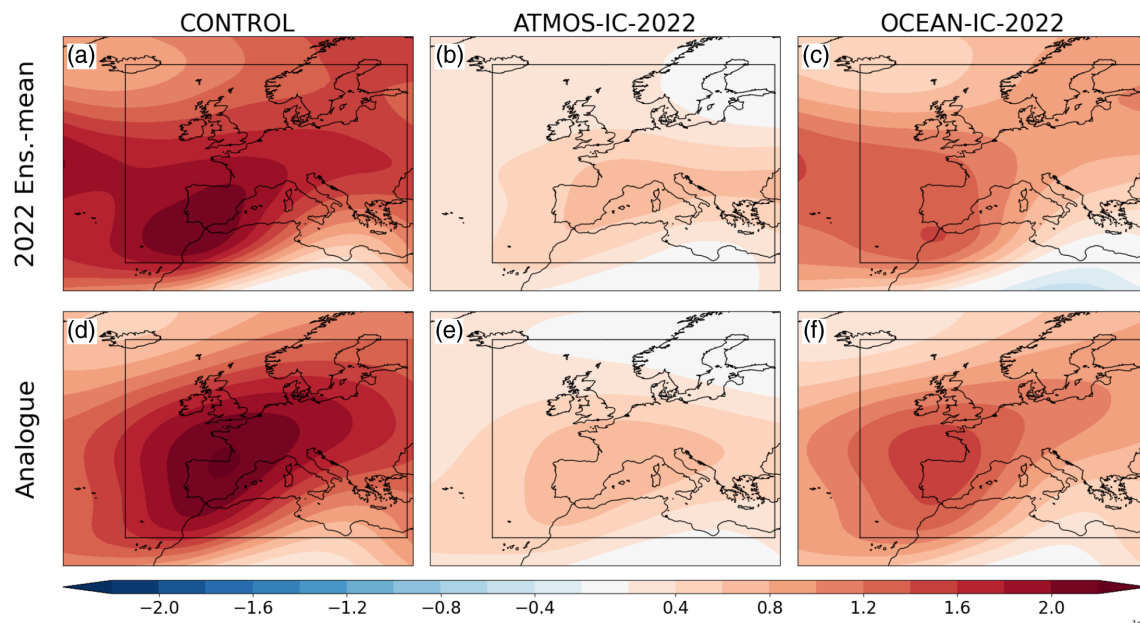 CONTROL ATMOS-IC-2022 OCEAN-IC-2022
2022 Ens.-mean
(a) (b) (c)
Analogue
(d) (e) (f)
−2.0 −1.6 −1.2 −0.8 −0.4 0.4 0.8 1.2 1.6 2.0